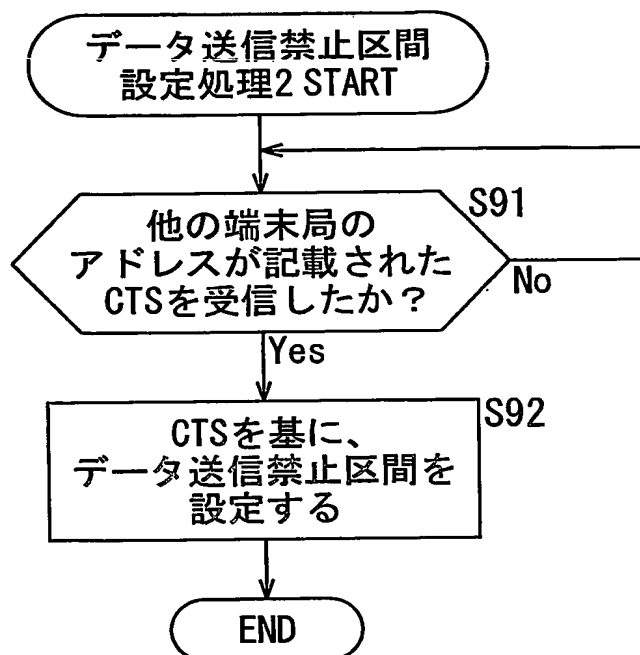 データ送信禁止区間
設定処理2 START
S91
他の端末局の
アドレスが記載された
CTSを受信したか？
No
Yes
S92
CTSを基に、
データ送信禁止区間を
設定する
END